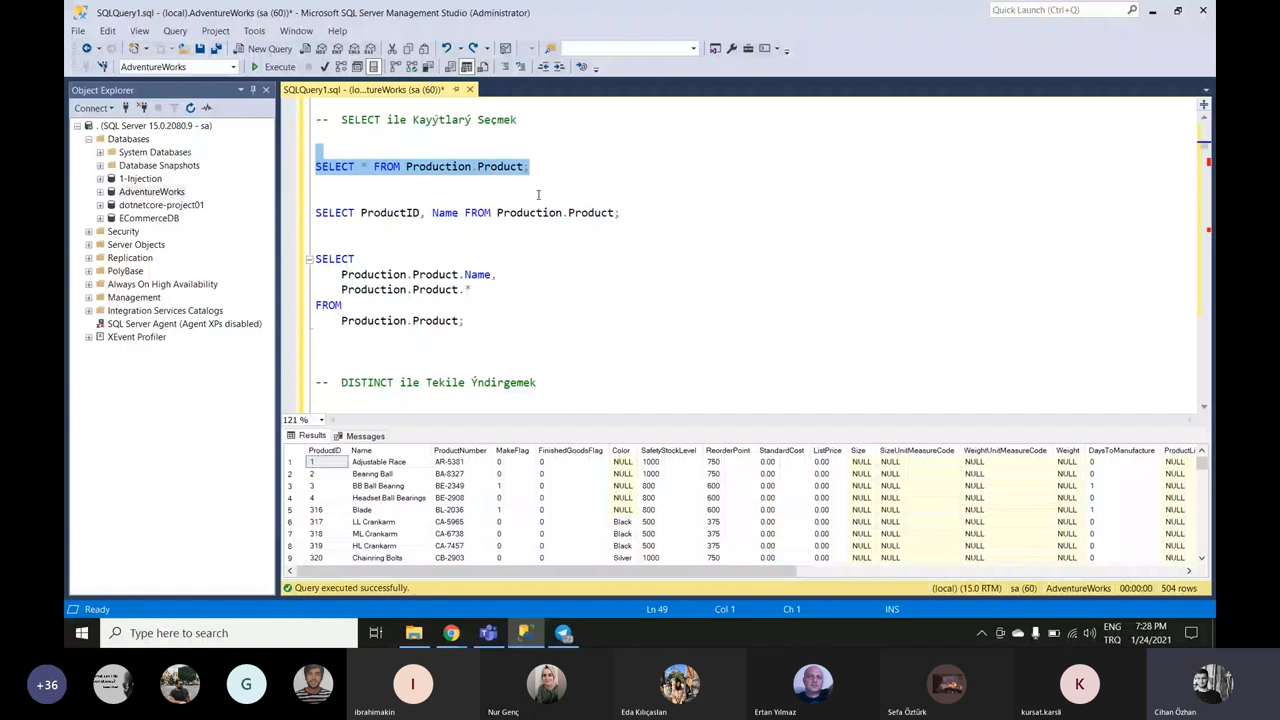 SQLQuery1.sql - (local).AdventureWorks (sa (60))* - Microsoft SQL Server Management Studio (Administrator)
Quick Launch (Ctrl+Q)
File Edit View Query Project Tools Window Help
New Query
AdventureWorks Execute
Object Explorer
SQLQuery1.sql - (lo...tureWorks (sa (60))*
Connect
. (SQL Server 15.0.2080.9 - sa)
Databases
System Databases
Database Snapshots
1-Injection
AdventureWorks
dotnetcore-project01
ECommerceDB
Security
Server Objects
Replication
PolyBase
Always On High Availability
Management
Integration Services Catalogs
SQL Server Agent (Agent XPs disabled)
XEvent Profiler
-- SELECT ile Kayýtlarý Seçmek
SELECT * FROM Production.Product;
SELECT ProductID, Name FROM Production.Product;
SELECT
Production.Product.Name,
Production.Product.*
FROM
Production.Product;
-- DISTINCT ile Tekile Ýndirgemek
121 %
Results Messages
ProductID Name ProductNumber MakeFlag FinishedGoodsFlag Color SafetyStockLevel ReorderPoint StandardCost ListPrice Size SizeUnitMeasureCode WeightUnitMeasureCode Weight DaysToManufacture ProductLi
1 1 Adjustable Race AR-5381 0 0 NULL 1000 750 0.00 0.00 NULL NULL NULL NULL 0
2 2 Bearing Ball BA-8327 0 0 NULL 1000 750 0.00 0.00 NULL NULL NULL NULL 0
3 3 BB Ball Bearing BE-2349 1 0 NULL 800 600 0.00 0.00 NULL NULL NULL NULL 1
4 4 Headset Ball Bearings BE-2908 0 0 NULL 800 600 0.00 0.00 NULL NULL NULL NULL 0
5 316 Blade BL-2036 1 0 NULL 800 600 0.00 0.00 NULL NULL NULL NULL 1
6 317 LL Crankarm CA-5965 0 0 Black 500 375 0.00 0.00 NULL NULL NULL NULL 0
7 318 ML Crankarm CA-6738 0 0 Black 500 375 0.00 0.00 NULL NULL NULL NULL 0
8 319 HL Crankarm CA-7457 0 0 Black 500 375 0.00 0.00 NULL NULL NULL NULL 0
9 320 Chainring Bolts CB-2903 0 0 Silver 1000 750 0.00 0.00 NULL NULL NULL NULL 0
Query executed successfully. (local) (15.0 RTM) sa (60) AdventureWorks 00:00:00 504 rows
Ready Ln 49 Col 1 Ch 1 INS
Type here to search
ENG
TRQ
7:28 PM
1/24/2021
+36
G
I
K
ibrahimakin Nur Genç Eda Kılıçaslan Ertan Yılmaz Sefa Öztürk kursat.karsli Cihan Özhan